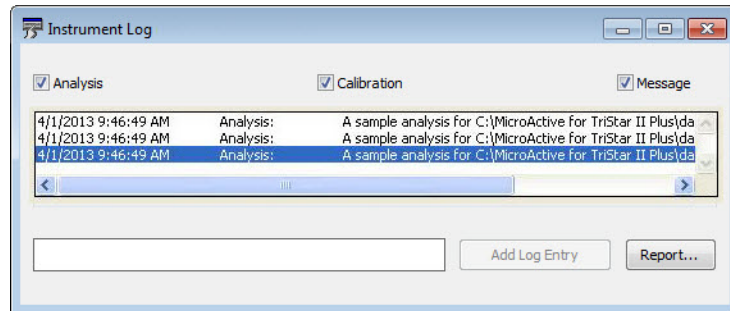 Instrument Log
Analysis Calibration Message
4/1/2013 9:46:49 AM Analysis: A sample analysis for C:\MicroActive for TriStar II Plus\da
4/1/2013 9:46:49 AM Analysis: A sample analysis for C:\MicroActive for TriStar II Plus\da
4/1/2013 9:46:49 AM Analysis: A sample analysis for C:\MicroActive for TriStar II Plus\da
Add Log Entry Report...